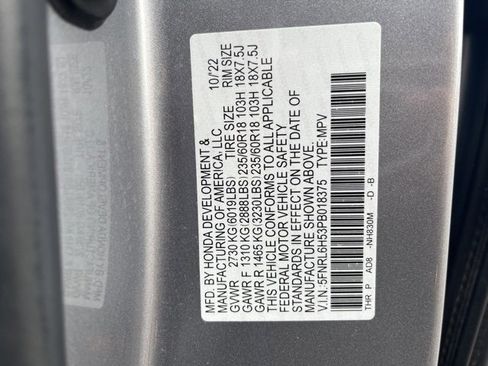 MFD. BY HONDA DEVELOPMENT &
MANUFACTURING OF AMERICA, LLC 10/22
GVWR 2730 KG (6019LBS) TIRE SIZE RIM SIZE
GAWR F 1310 KG (2888LBS) 235/60R18 103H 18X7.5J
GAWR R 1465 KG (3230LBS) 235/60R18 103H 18X7.5J
THIS VEHICLE CONFORMS TO ALL APPLICABLE
FEDERAL MOTOR VEHICLE SAFETY
STANDARDS IN EFFECT ON THE DATE OF
MANUFACTURE SHOWN ABOVE.
V.I.N: 5FNRL6H53PB018375 TYPE:MPV
THR P AD8 -NH830M -D -B